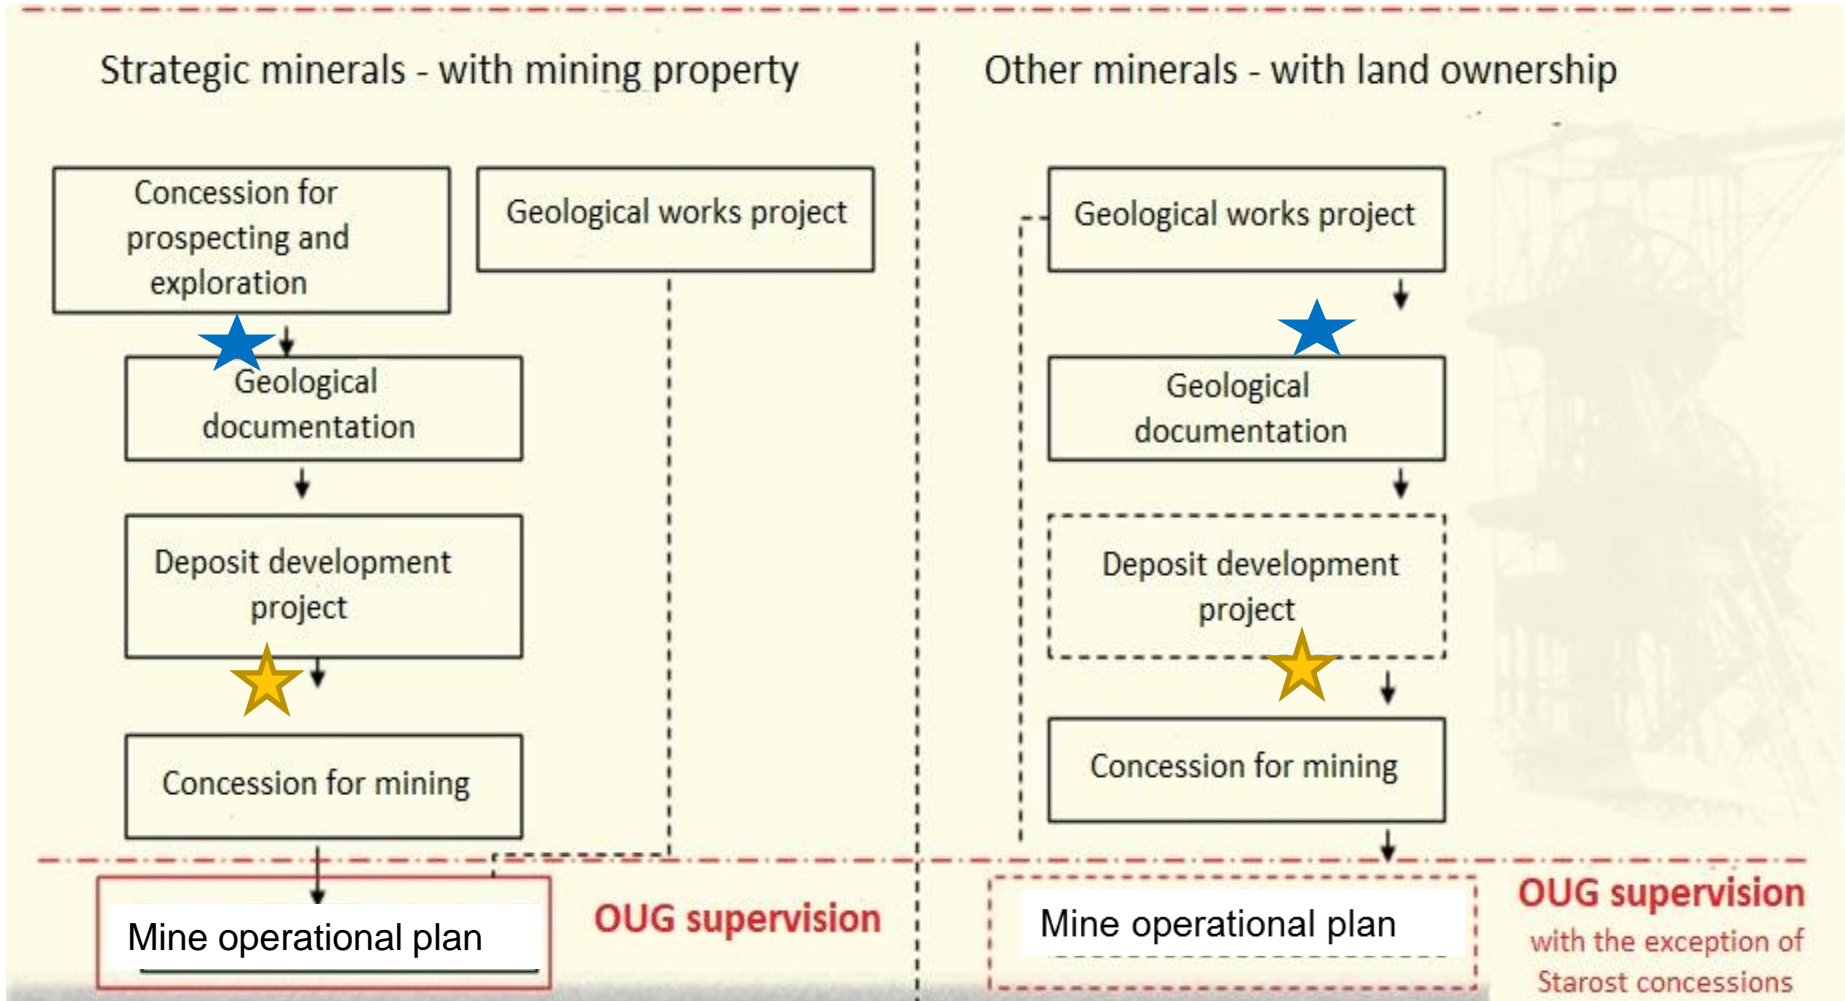 Strategic minerals - with mining property
Concession for
prospecting and
exploration
Geological works project
Geological
documentation
Deposit development
project
Concession for mining
Mine operational plan
OUG supervision
Other minerals - with land ownership
Geological works project
Geological
documentation
Deposit development
project
Concession for mining
Mine operational plan
OUG supervision
with the exception of
Starost concessions